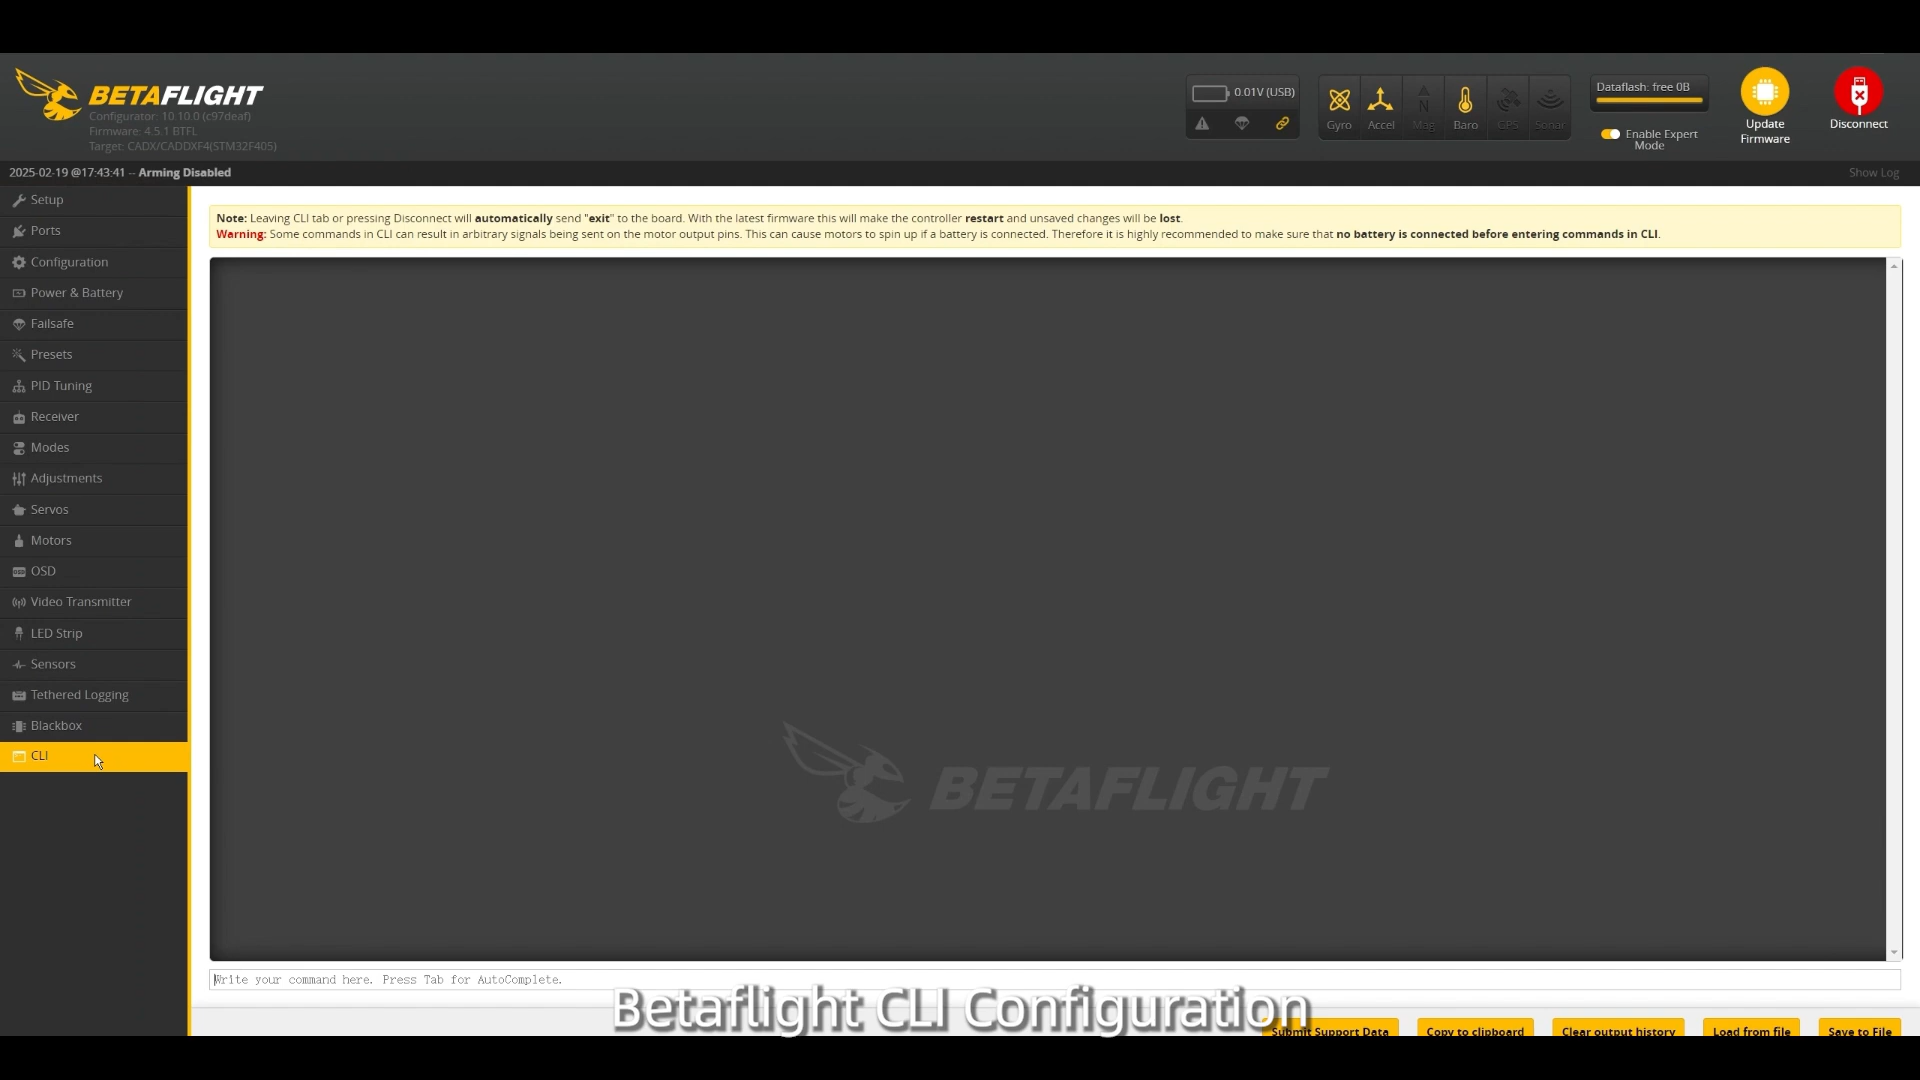 BETAFLIGHT
Configurator: 10.10.0 (c97deaf)
Firmware: 4.5.1 BTFL
Target: CADX/CADDXF4(STM32F405)
0.01V (USB)
Gyro
Accel
Mag
Baro
GPS
Sonar
Dataflash: free 0B
Enable Expert
Mode
Update
Firmware
Disconnect
2025-02-19 @17:43:41 -- Arming Disabled
Show Log
Setup
Ports
Configuration
Power & Battery
Failsafe
Presets
PID Tuning
Receiver
Modes
Adjustments
Servos
Motors
OSD
Video Transmitter
LED Strip
Sensors
Tethered Logging
Blackbox
CLI
Note: Leaving CLI tab or pressing Disconnect will automatically send "exit" to the board. With the latest firmware this will make the controller restart and unsaved changes will be lost.
Warning: Some commands in CLI can result in arbitrary signals being sent on the motor output pins. This can cause motors to spin up if a battery is connected. Therefore it is highly recommended to make sure that no battery is connected before entering commands in CLI.
BETAFLIGHT
Write your command here. Press Tab for AutoComplete.
Betaflight CLI Configuration
Submit Support Data
Copy to clipboard
Clear output history
Load from file
Save to File